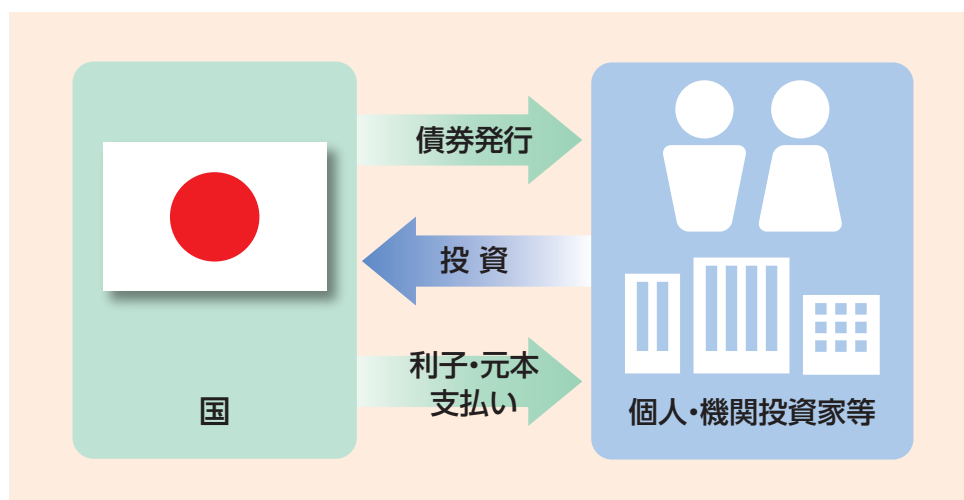 債券発行
投 資
利子・元本
支払い
国
個人・機関投資家等